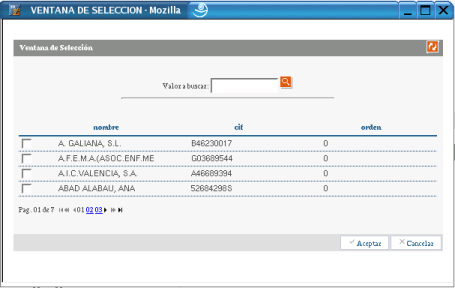 VENTANA DE SELECCION - Mozilla
Ventana de Selección
Valor a buscar:
nombre cif orden
A. GALIANA, S.L. B46230017 0
A.F.E.M.A.(ASOC.ENF.ME G03689544 0
A.I.C.VALENCIA, S.A. A46689394 0
ABAD ALABAU, ANA 52684298S 0
Pag. 01 de 7 01 02 03
Aceptar Cancelar